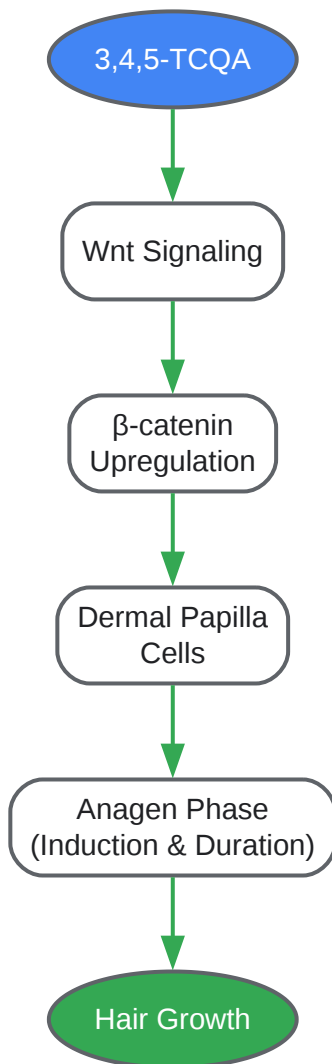 3,4,5-TCQA
Wnt Signaling
β-catenin
Upregulation
Dermal Papilla
Cells
Anagen Phase
(Induction & Duration)
Hair Growth